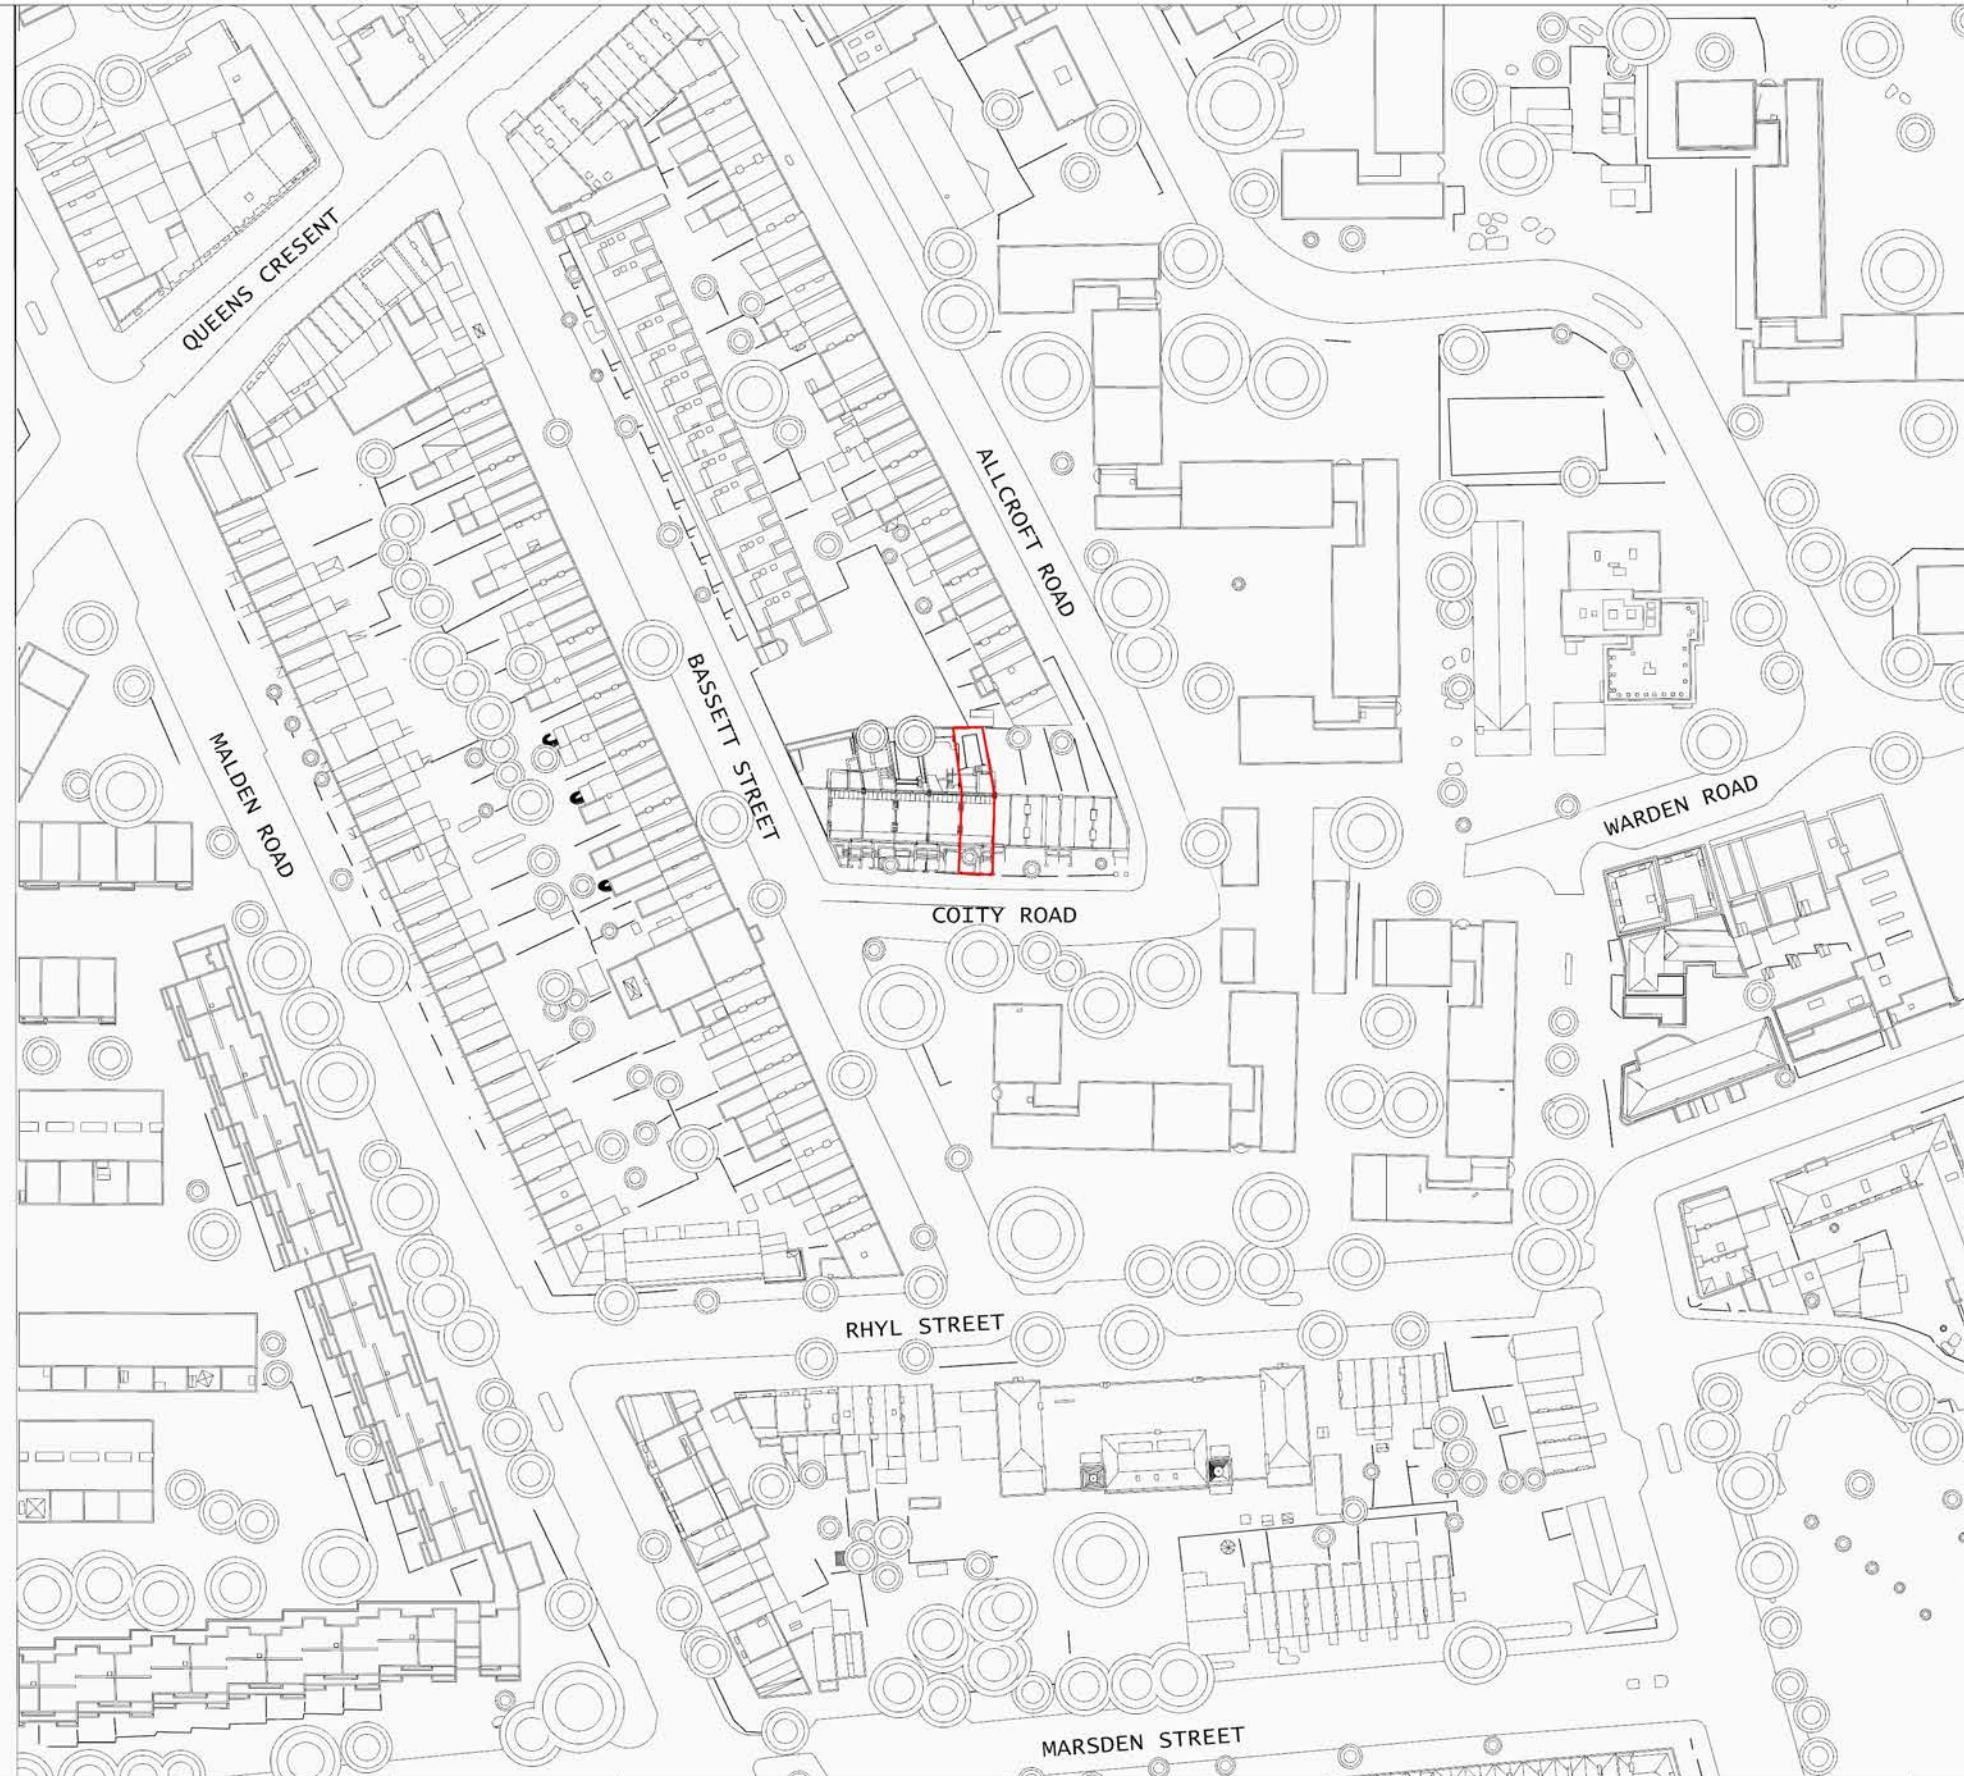 QUEENS CRESENT
ALLCROFT ROAD
BASSETT STREET
MALDEN ROAD
WARDEN ROAD
COITY ROAD
RHYL STREET
MARSDEN STREET